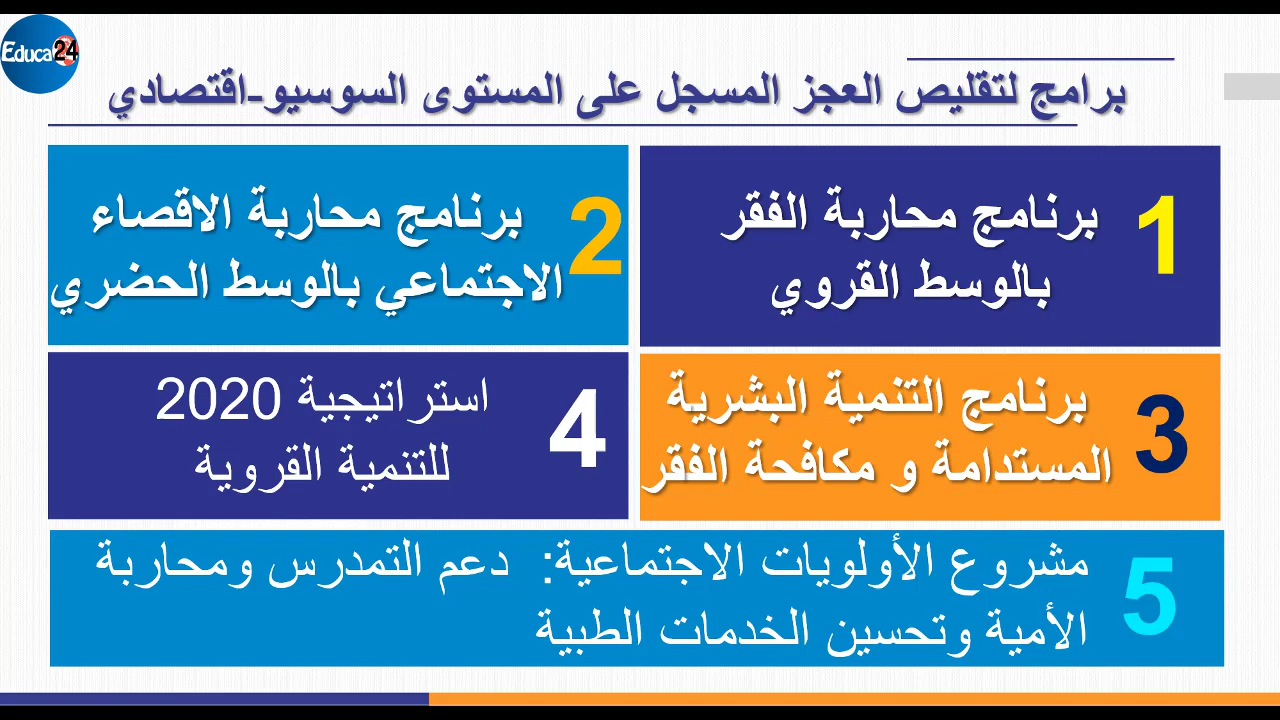 Educa24
برامج لتقليص العجز المسجل على المستوى السوسيو-اقتصادي
1
برنامج محاربة الفقر
بالوسط القروي
2
برنامج محاربة الاقصاء
الاجتماعي بالوسط الحضري
3
برنامج التنمية البشرية
المستدامة و مكافحة الفقر
4
استراتيجية 2020
للتنمية القروية
5
مشروع الأولويات الاجتماعية: دعم التمدرس ومحاربة
الأمية وتحسين الخدمات الطبية